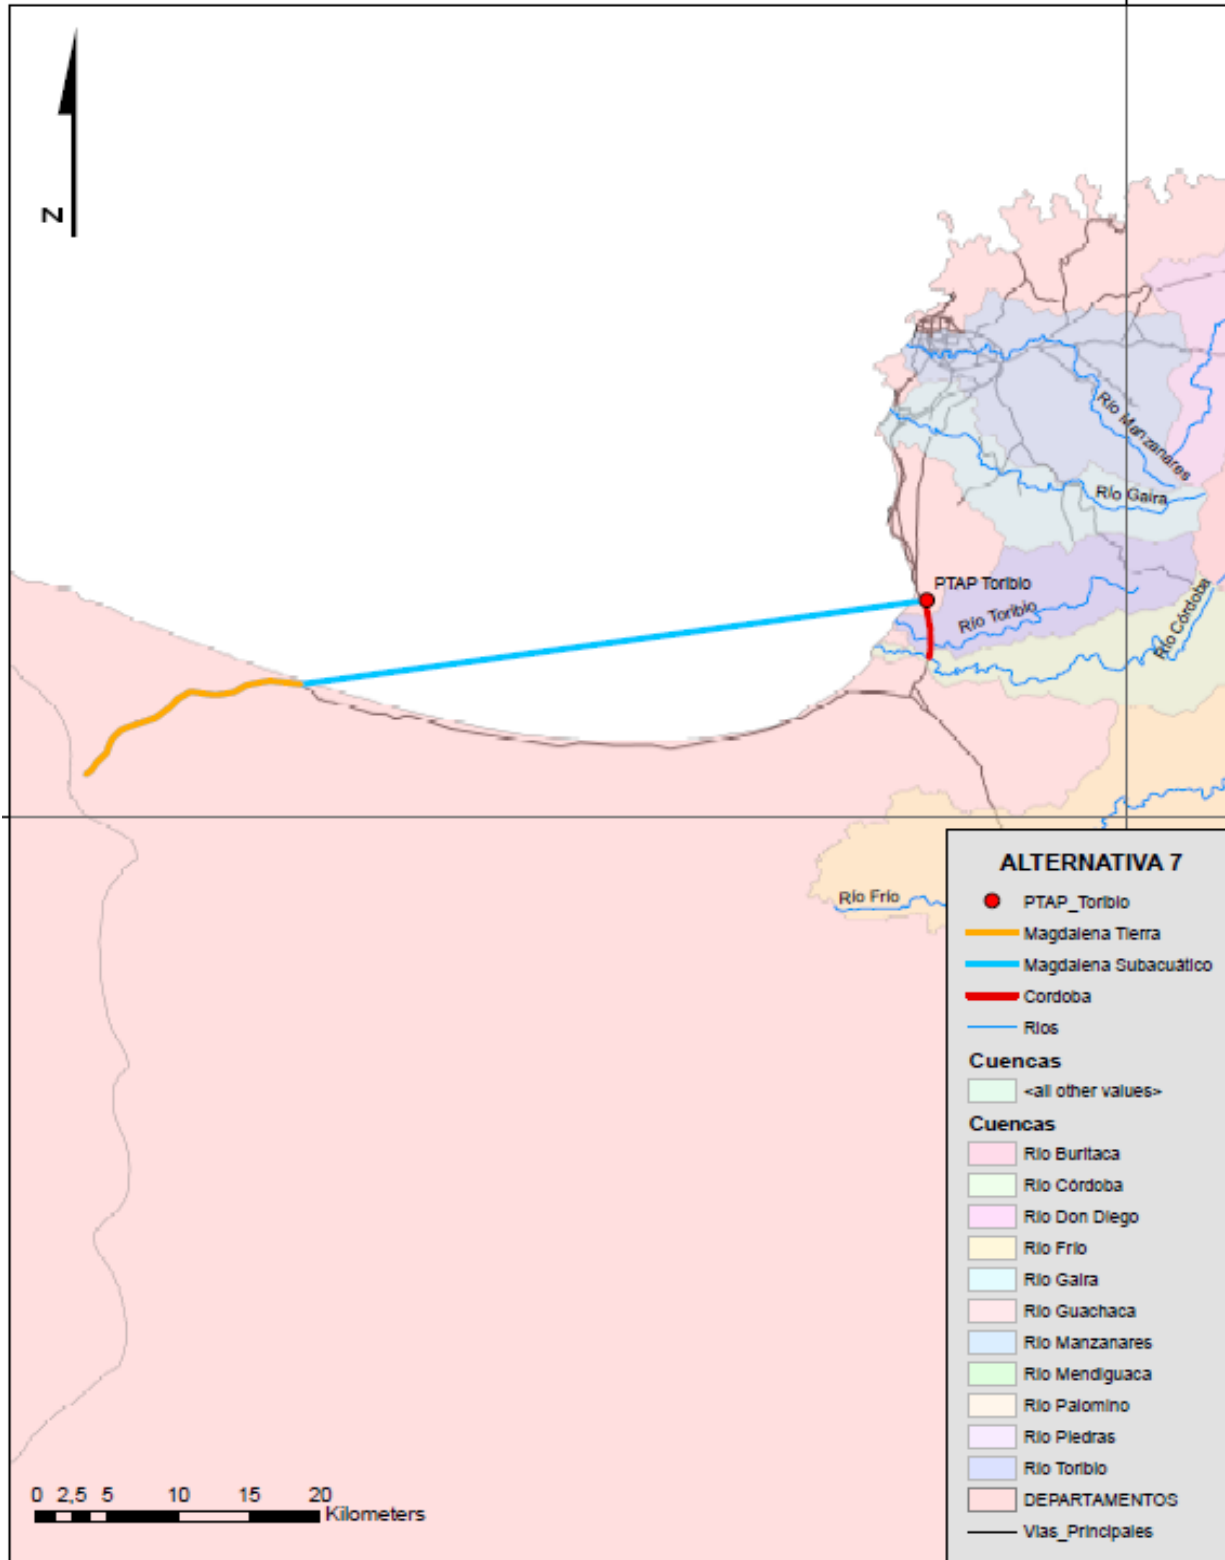 N
Río Manzanares
Río Gaira
PTAP Toribio
Río Toribio
Río Córdoba
Río Frío
ALTERNATIVA 7
PTAP_Toribio
Magdalena Tierra
Magdalena Subacuático
Cordoba
Rios
Cuencas
<all other values>
Cuencas
Rio Buritaca
Rio Córdoba
Rio Don Diego
Rio Frio
Rio Gaira
Rio Guachaca
Rio Manzanares
Rio Mendiguaca
Rio Palomino
Rio Piedras
Rio Toribio
DEPARTAMENTOS
Vias_Principales
0 2,5 5 10 15 20
Kilometers